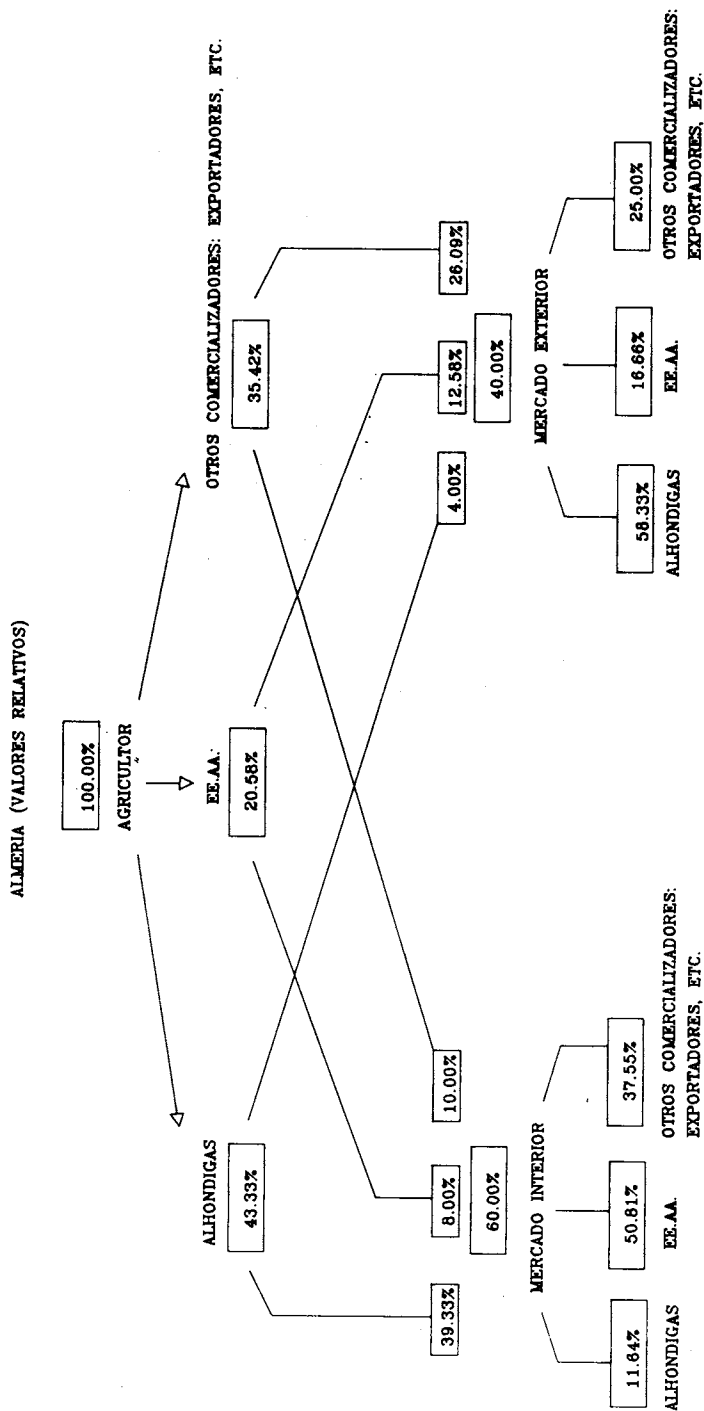 ALMERIA (VALORES RELATIVOS)
100.00%
AGRICULTOR
ALHONDIGAS
EE.AA.
OTROS COMERCIALIZADORES: EXPORTADORES, ETC.
43.33%
20.58%
35.42%
39.33%
8.00%
10.00%
4.00%
12.58%
26.09%
60.00%
40.00%
MERCADO INTERIOR
MERCADO EXTERIOR
11.64%
50.81%
37.55%
58.33%
16.66%
25.00%
ALHONDIGAS
EE.AA.
OTROS COMERCIALIZADORES:
EXPORTADORES, ETC.
ALHONDIGAS
EE.AA.
OTROS COMERCIALIZADORES:
EXPORTADORES, ETC.